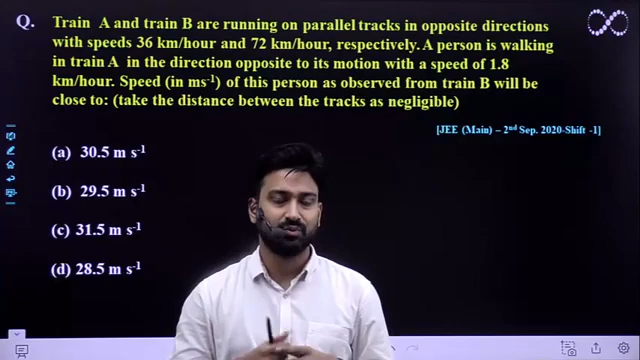 Q. Train A and train B are running on parallel tracks in opposite directions
with speeds 36 km/hour and 72 km/hour, respectively. A person is walking
in train A in the direction opposite to its motion with a speed of 1.8
km/hour. Speed (in ms⁻¹) of this person as observed from train B will be
close to: (take the distance between the tracks as negligible)
[JEE (Main) – 2nd Sep. 2020-Shift -1]
(a) 30.5 m s⁻¹
(b) 29.5 m s⁻¹
(c) 31.5 m s⁻¹
(d) 28.5 m s⁻¹